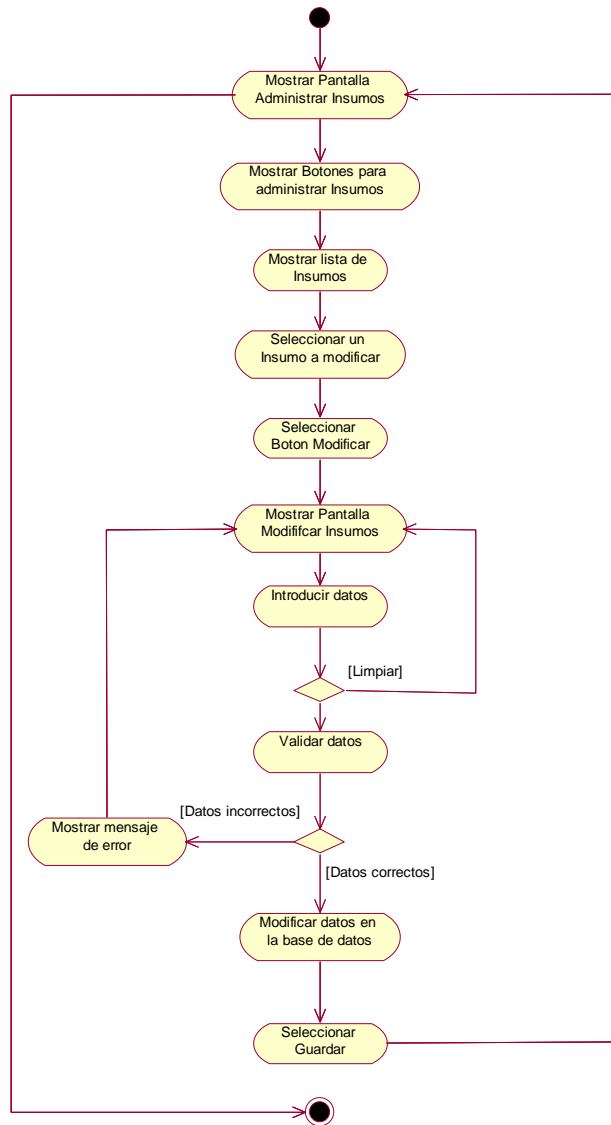 Mostrar Pantalla
Administrar Insumos
Mostrar Botones para
administrar Insumos
Mostrar lista de
Insumos
Seleccionar un
Insumo a modificar
Seleccionar
Boton Modificar
Mostrar Pantalla
Modififcar Insumos
Introducir datos
[Limpiar]
Validar datos
[Datos incorrectos]
Mostrar mensaje
de error
[Datos correctos]
Modificar datos en
la base de datos
Seleccionar
Guardar